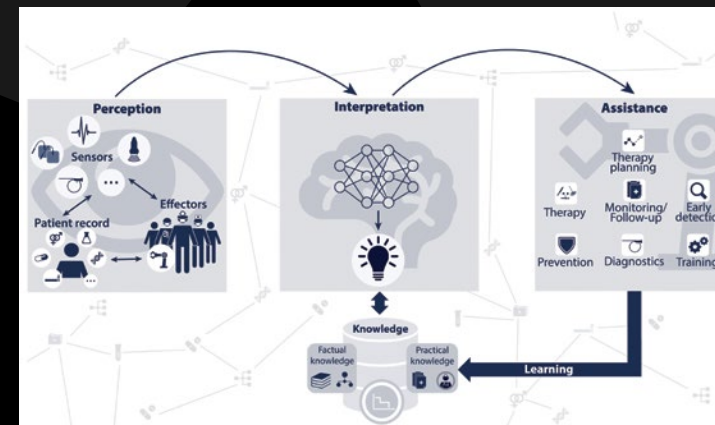 Perception
Sensors
...
Effectors
Patient record
...
Interpretation
Knowledge
Factual
knowledge
Practical
knowledge
Assistance
Therapy
planning
Therapy
Monitoring/
Follow-up
Early
detectio
Prevention
Diagnostics
Training
Learning